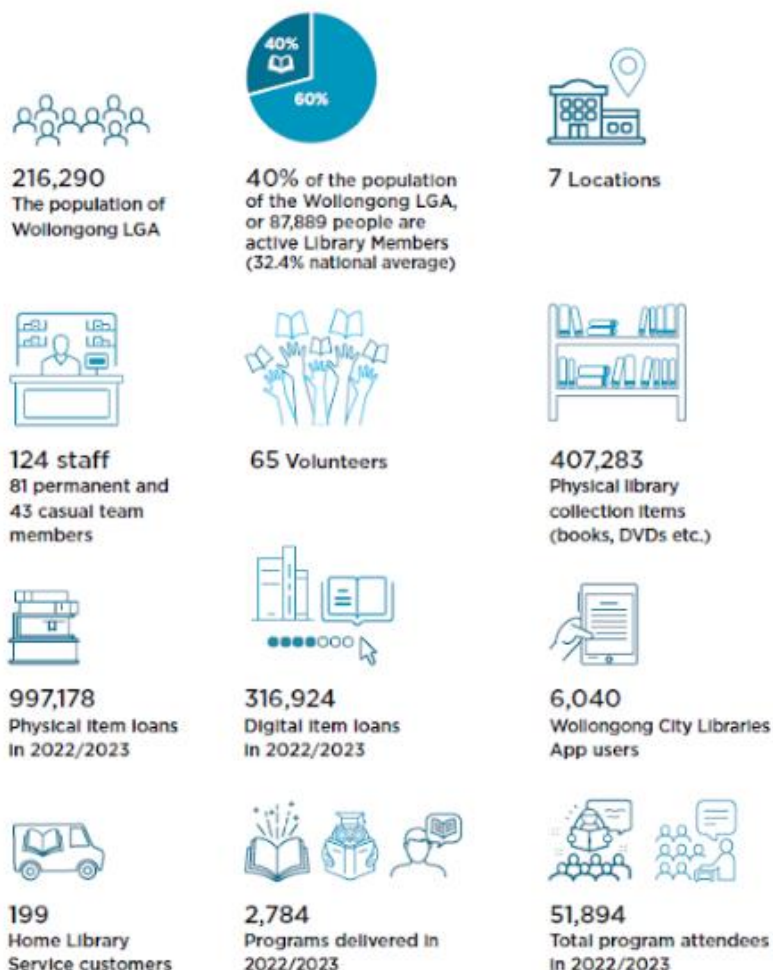 40%
60%
216,290
The population of
Wollongong LGA
40% of the population
of the Wollongong LGA,
or 87,889 people are
active Library Members
(32.4% national average)
7 Locations
124 staff
81 permanent and
43 casual team
members
65 Volunteers
407,283
Physical library
collection items
(books, DVDs etc.)
997,178
Physical item loans
in 2022/2023
316,924
Digital item loans
in 2022/2023
6,040
Wollongong City Libraries
App users
199
Home Library
Service customers
2,784
Programs delivered in
2022/2023
51,894
Total program attendees
in 2022/2023